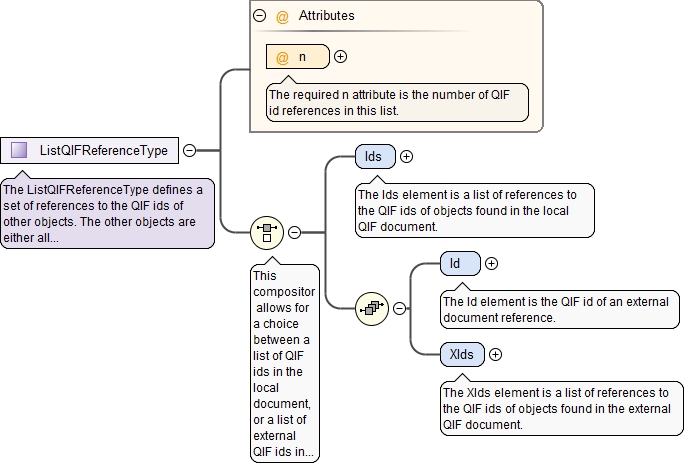 Attributes
@ n
The required n attribute is the number of QIF
id references in this list.
ListQIFReferenceType
The ListQIFReferenceType defines a
set of references to the QIF ids of
other objects. The other objects are
either all...
Ids
The Ids element is a list of references to
the QIF ids of objects found in the local
QIF document.
This
compositor
allows for
a choice
between a
list of QIF
ids in the
local
document,
or a list of
external
QIF ids in...
Id
The Id element is the QIF id of an external
document reference.
XIds
The XIds element is a list of references to
the QIF ids of objects found in the external
QIF document.